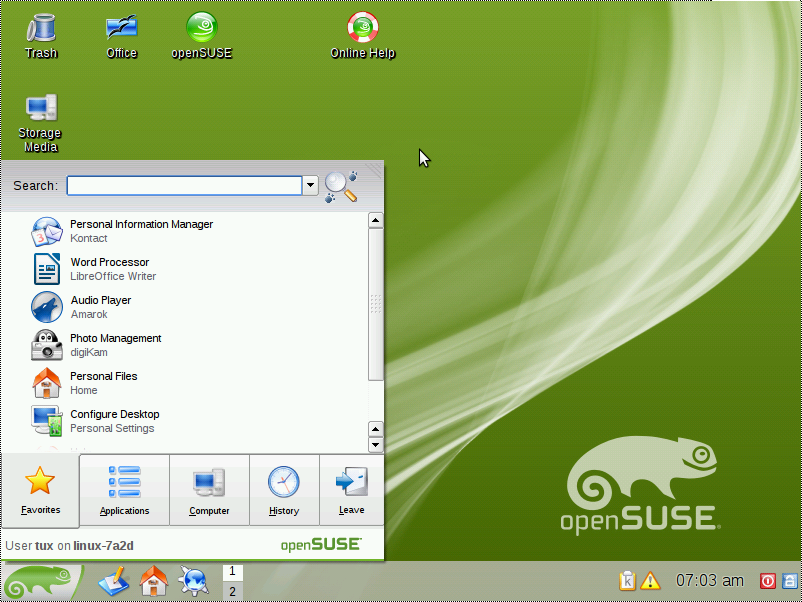 Trash
Office
openSUSE
Online Help
Storage
Media
Search:
Personal Information Manager
Kontact
Word Processor
LibreOffice Writer
Audio Player
Amarok
Photo Management
digiKam
Personal Files
Home
Configure Desktop
Personal Settings
Favorites
Applications
Computer
History
Leave
User tux on linux-7a2d
openSUSE
openSUSE
1
2
07:03 am